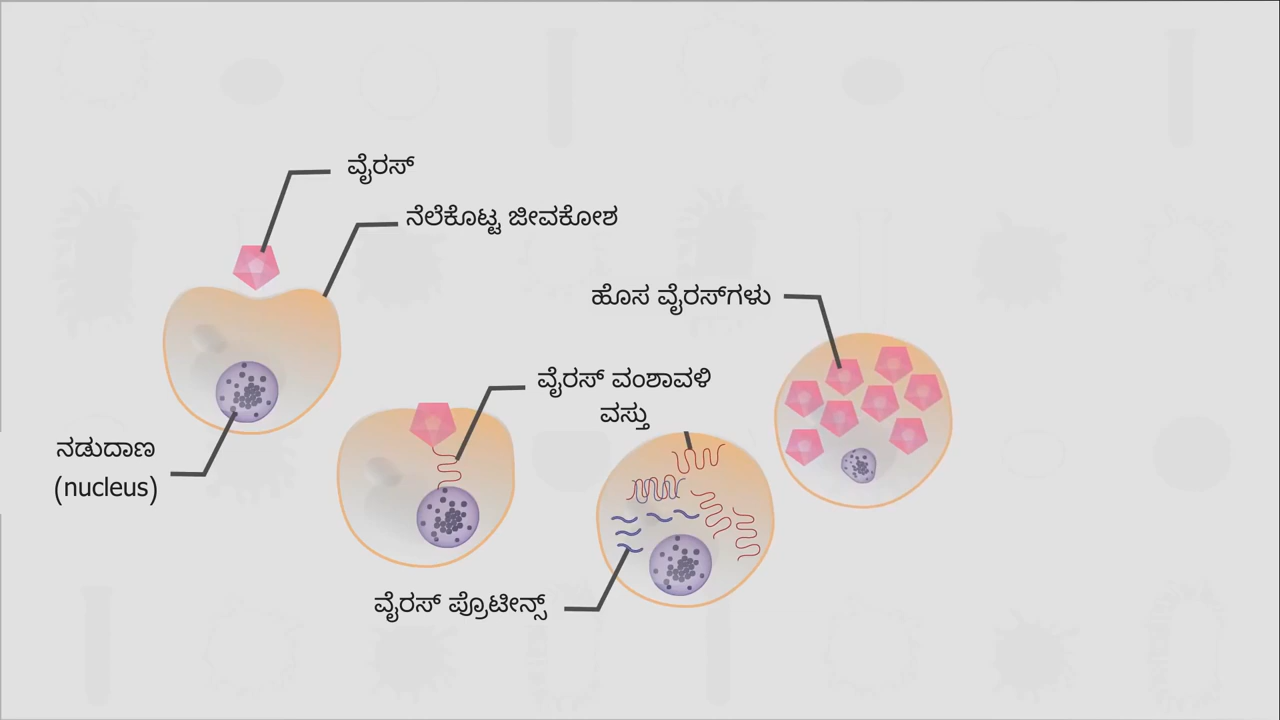 ವೈರಸ್
ನೆಲೆಕೊಟ್ಟ ಜೀವಕೋಶ
ಹೊಸ ವೈರಸ್‌ಗಳು
ವೈರಸ್ ವಂಶಾವಳಿ
ವಸ್ತು
ನಡುದಾಣ
(nucleus)
ವೈರಸ್ ಪ್ರೊಟೀನ್ಸ್